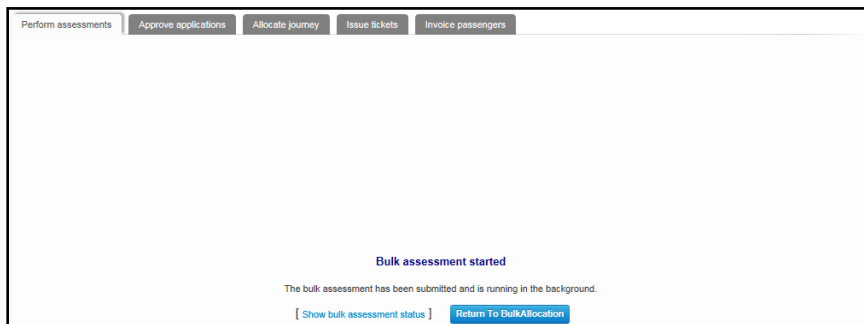 Perform assessments Approve applications Allocate journey Issue tickets Invoice passengers
Bulk assessment started
The bulk assessment has been submitted and is running in the background.
[ Show bulk assessment status ] Return To BulkAllocation